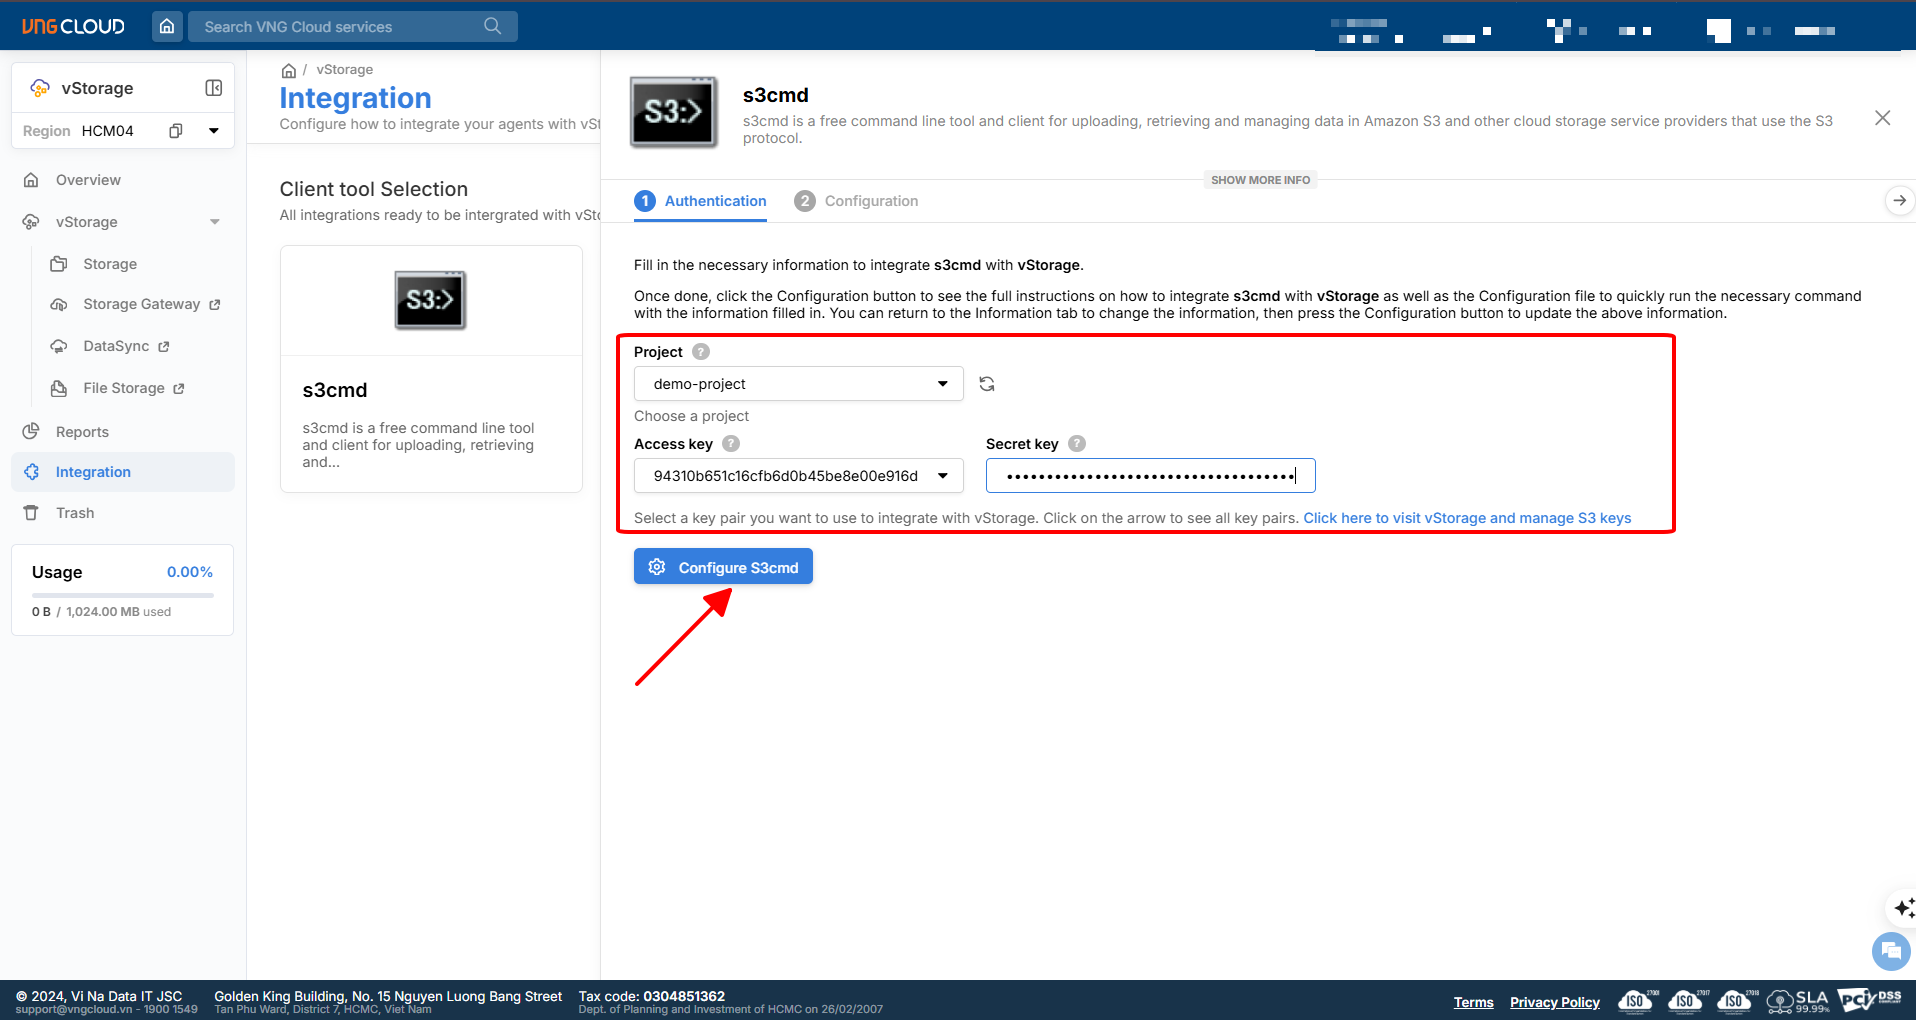 VNG CLOUD
Search VNG Cloud services
vStorage
Region HCM04
Overview
vStorage
Storage
Storage Gateway
DataSync
File Storage
Reports
Integration
Trash
Usage 0.00%
0 B / 1,024.00 MB used
/ vStorage
Integration
Configure how to integrate your agents with vSt
Client tool Selection
All integrations ready to be intergrated with vSto
S3:>
s3cmd
s3cmd is a free command line tool
and client for uploading, retrieving
and...
S3:>
s3cmd
s3cmd is a free command line tool and client for uploading, retrieving and managing data in Amazon S3 and other cloud storage service providers that use the S3
protocol.
SHOW MORE INFO
1 Authentication
2 Configuration
Fill in the necessary information to integrate s3cmd with vStorage.
Once done, click the Configuration button to see the full instructions on how to integrate s3cmd with vStorage as well as the Configuration file to quickly run the necessary command
with the information filled in. You can return to the Information tab to change the information, then press the Configuration button to update the above information.
Project ?
demo-project
Choose a project
Access key ?
Secret key ?
94310b651c16cfb6d0b45be8e00e916d
••••••••••••••••••••••••••••••••••••
Select a key pair you want to use to integrate with vStorage. Click on the arrow to see all key pairs. Click here to visit vStorage and manage S3 keys
Configure S3cmd
© 2024, Vi Na Data IT JSC
support@vngcloud.vn - 1900 1549
Golden King Building, No. 15 Nguyen Luong Bang Street
Tan Phu Ward, District 7, HCMC, Viet Nam
Tax code: 0304851362
Dept. of Planning and Investment of HCMC on 26/02/2007
Terms
Privacy Policy
ISO 27001
ISO 27017
ISO 27018
SLA
99.99%
PCI DSS